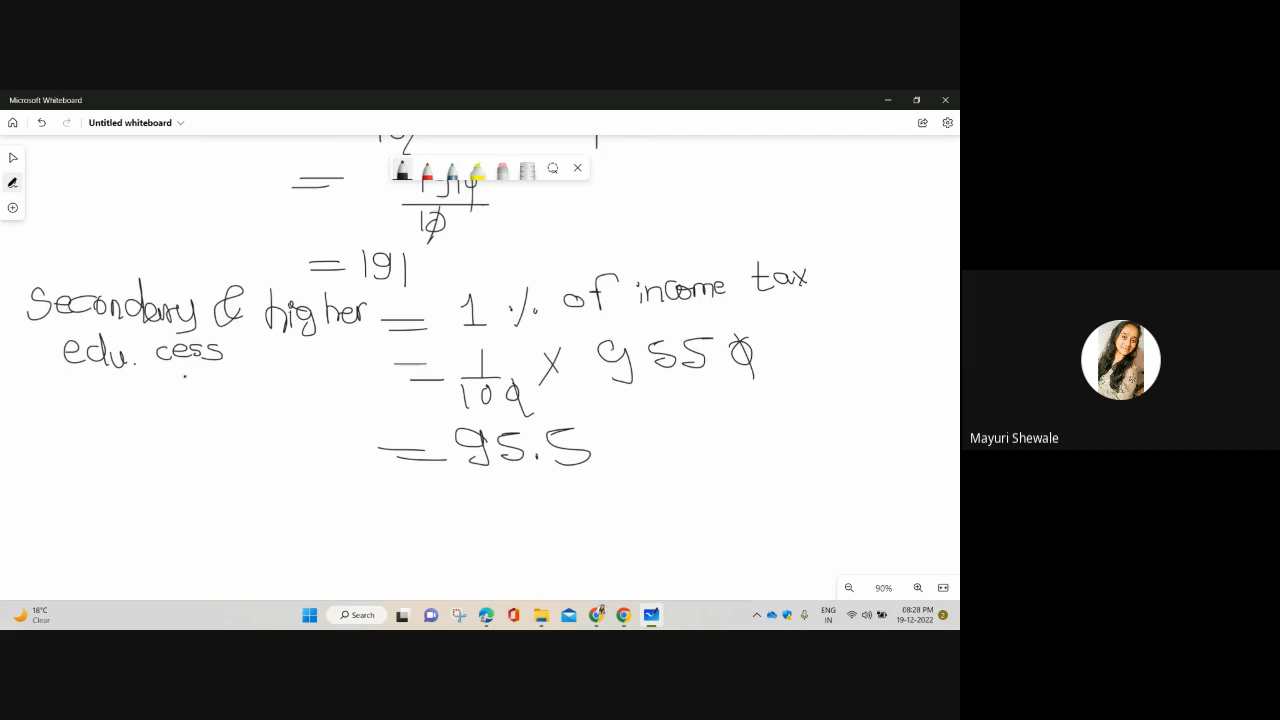 Microsoft Whiteboard
Untitled whiteboard
=
10
= 191
Secondary & higher edu. cess = 1 % of income tax
= 1/100 × 9550
= 95.5
Mayuri Shewale
90%
18°C
Clear
Search
ENG
IN
08:28 PM
19-12-2022
2